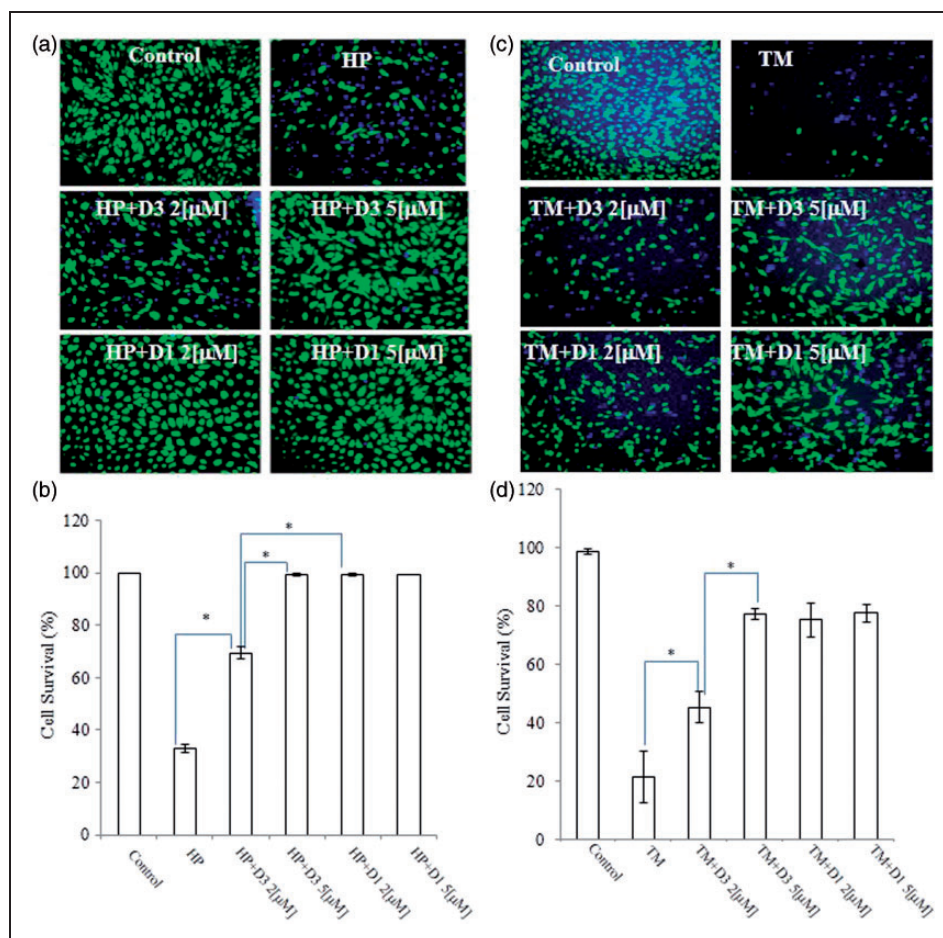 (a)
Control
HP
HP+D3 2[μM]
HP+D3 5[μM]
HP+D1 2[μM]
HP+D1 5[μM]
(c)
Control
TM
TM+D3 2[μM]
TM+D3 5[μM]
TM+D1 2[μM]
TM+D1 5[μM]
(b)
Cell Survival (%)
120
100
80
60
40
20
0
*
*
*
Control
HP
HP+D3 2[μM]
HP+D3 5[μM]
HP+D1 2[μM]
HP+D1 5[μM]
(d)
Cell Survival (%)
120
100
80
60
40
20
0
*
*
Control
TM
TM+D3 2[μM]
TM+D3 5[μM]
TM+D1 2[μM]
TM+D1 5[μM]